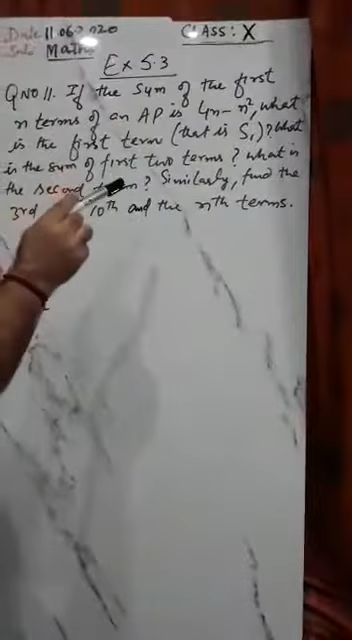 Date 11 06 2020
Sub: Maths
CLASS: X
Ex 5.3
Q NO 11. If the sum of the first
n terms of an AP is 4n - n², what
is the first term (that is S₁)? What
is the sum of first two terms? What is
the second term? Similarly, find the
3rd 10th and the nth terms.